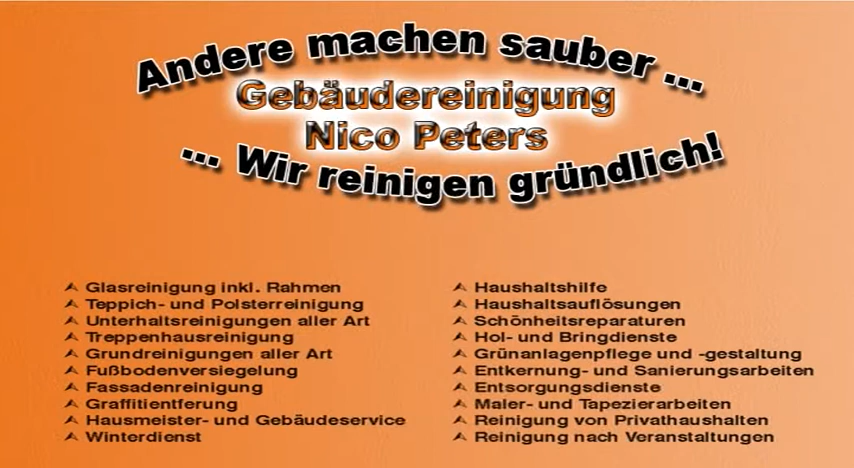 Andere machen sauber ...
Gebäudereinigung
Nico Peters
... Wir reinigen gründlich!
Glasreinigung inkl. Rahmen
Teppich- und Polsterreinigung
Unterhaltsreinigungen aller Art
Treppenhausreinigung
Grundreinigungen aller Art
Fußbodenversiegelung
Fassadenreinigung
Graffitientferung
Hausmeister- und Gebäudeservice
Winterdienst
Haushaltshilfe
Haushaltsauflösungen
Schönheitsreparaturen
Hol- und Bringdienste
Grünanlagenpflege und -gestaltung
Entkernung- und Sanierungsarbeiten
Entsorgungsdienste
Maler- und Tapezierarbeiten
Reinigung von Privathaushalten
Reinigung nach Veranstaltungen